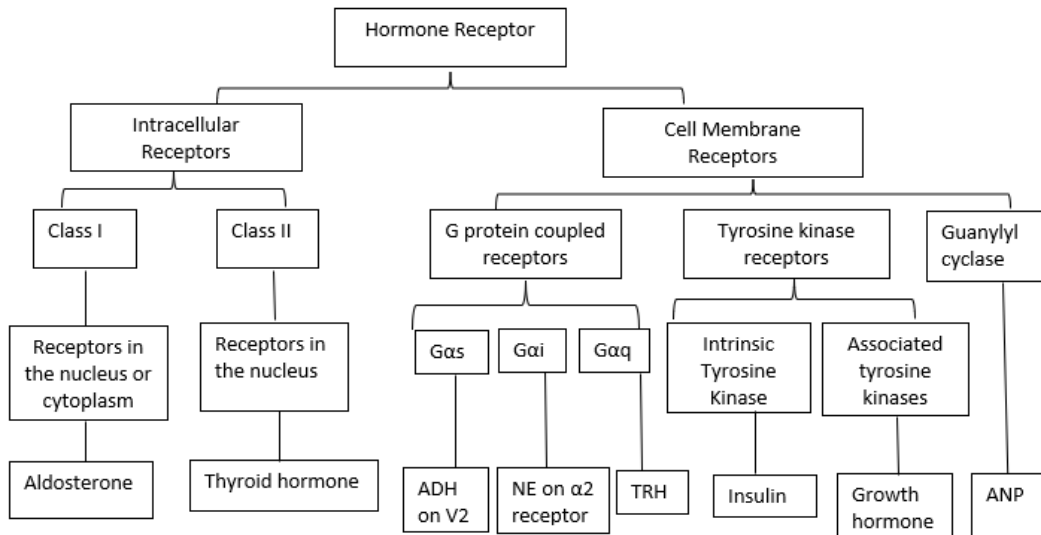 Hormone Receptor
Intracellular
Receptors
Cell Membrane
Receptors
Class I
Class II
G protein coupled
receptors
Tyrosine kinase
receptors
Guanylyl
cyclase
Receptors in
the nucleus or
cytoplasm
Receptors in
the nucleus
Gαs
Gαi
Gαq
Intrinsic
Tyrosine
Kinase
Associated
tyrosine
kinases
Aldosterone
Thyroid hormone
ADH
on V2
NE on α2
receptor
TRH
Insulin
Growth
hormone
ANP